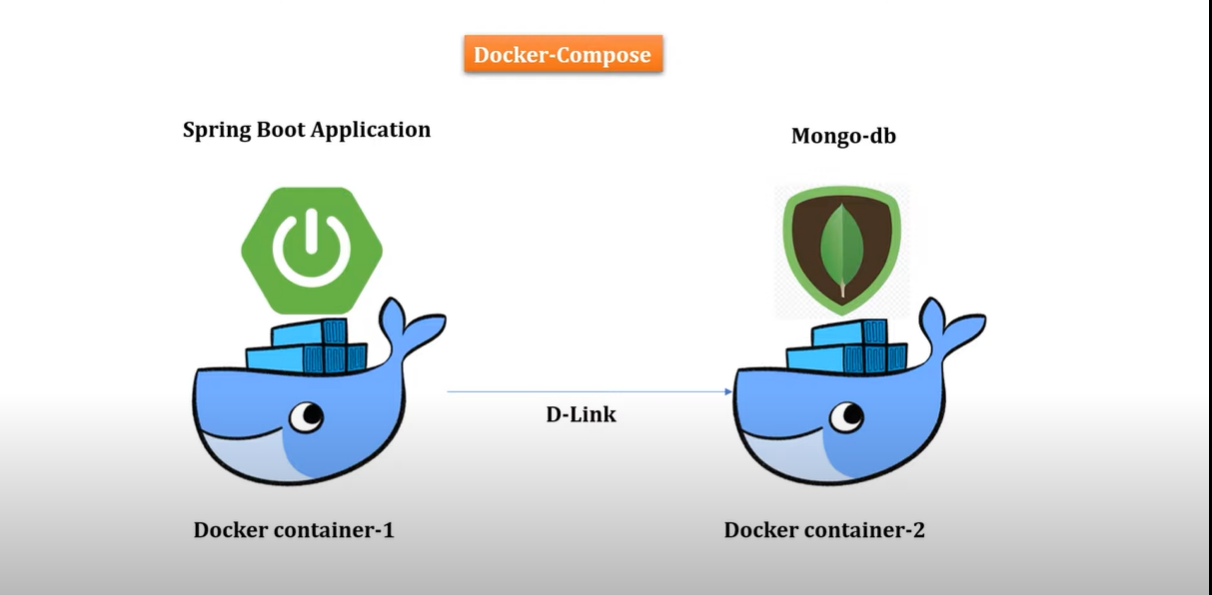 Docker-Compose
Spring Boot Application
Mongo-db
D-Link
Docker container-1
Docker container-2